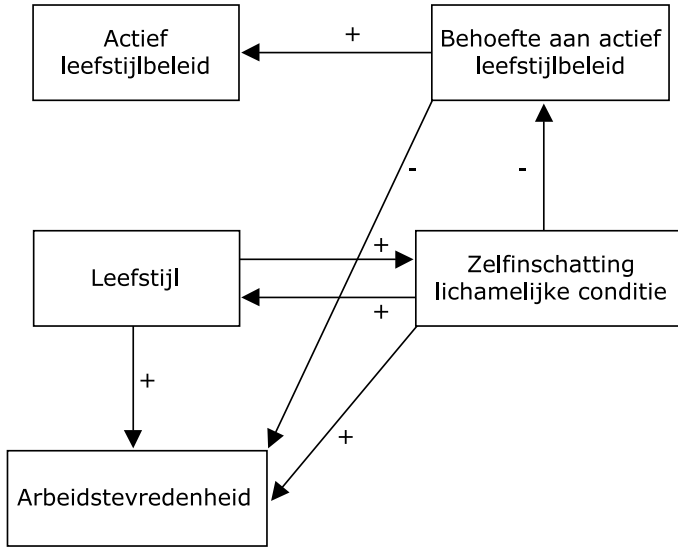 Actief
leefstijlbeleid
+
Behoefte aan actief
leefstijlbeleid
-
-
Leefstijl
+
+
Zelfinschatting
lichamelijke conditie
+
+
Arbeidstevredenheid